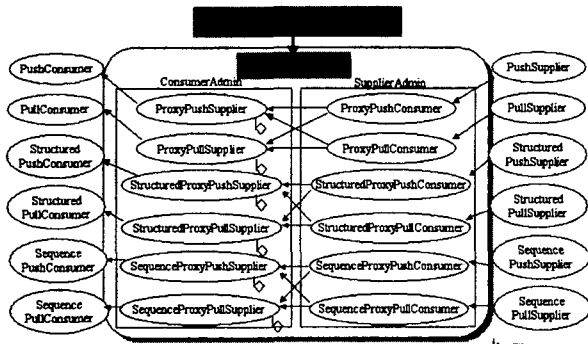 ConsumerAdmin
SupplierAdmin
PushConsumer
PullConsumer
Structured
PushConsumer
Structured
PullConsumer
Sequence
PushConsumer
Sequence
PullConsumer
ProxyPushSupplier
ProxyPullSupplier
StructuredProxyPushSupplier
StructuredProxyPullSupplier
SequenceProxyPushSupplier
SequenceProxyPullSupplier
ProxyPushConsumer
ProxyPullConsumer
StructuredProxyPushConsumer
StructuredProxyPullConsumer
SequenceProxyPushConsumer
SequenceProxyPullConsumer
PushSupplier
PullSupplier
Structured
PushSupplier
Structured
PullSupplier
Sequence
PushSupplier
Sequence
PullSupplier